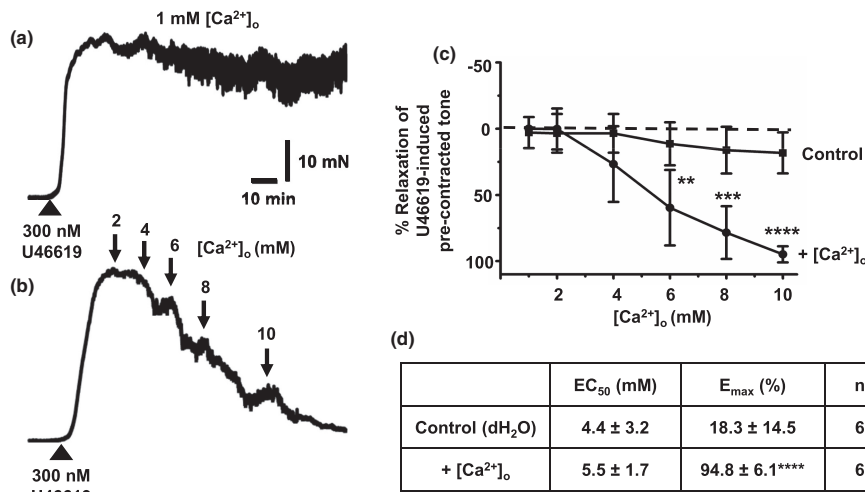 (a)
1 mM [Ca²⁺]ₒ
10 mN
10 min
300 nM
U46619
(b)
[Ca²⁺]ₒ (mM)
2
4
6
8
10
300 nM
U46619
(c)
% Relaxation of
U46619-induced
pre-contracted tone
-50
0
50
100
Control
**
***
****
+ [Ca²⁺]ₒ
2 4 6 8 10
[Ca²⁺]ₒ (mM)
(d)
EC₅₀ (mM) Eₘₐₓ (%) n
Control (dH₂O) 4.4 ± 3.2 18.3 ± 14.5 6
+ [Ca²⁺]ₒ 5.5 ± 1.7 94.8 ± 6.1**** 6